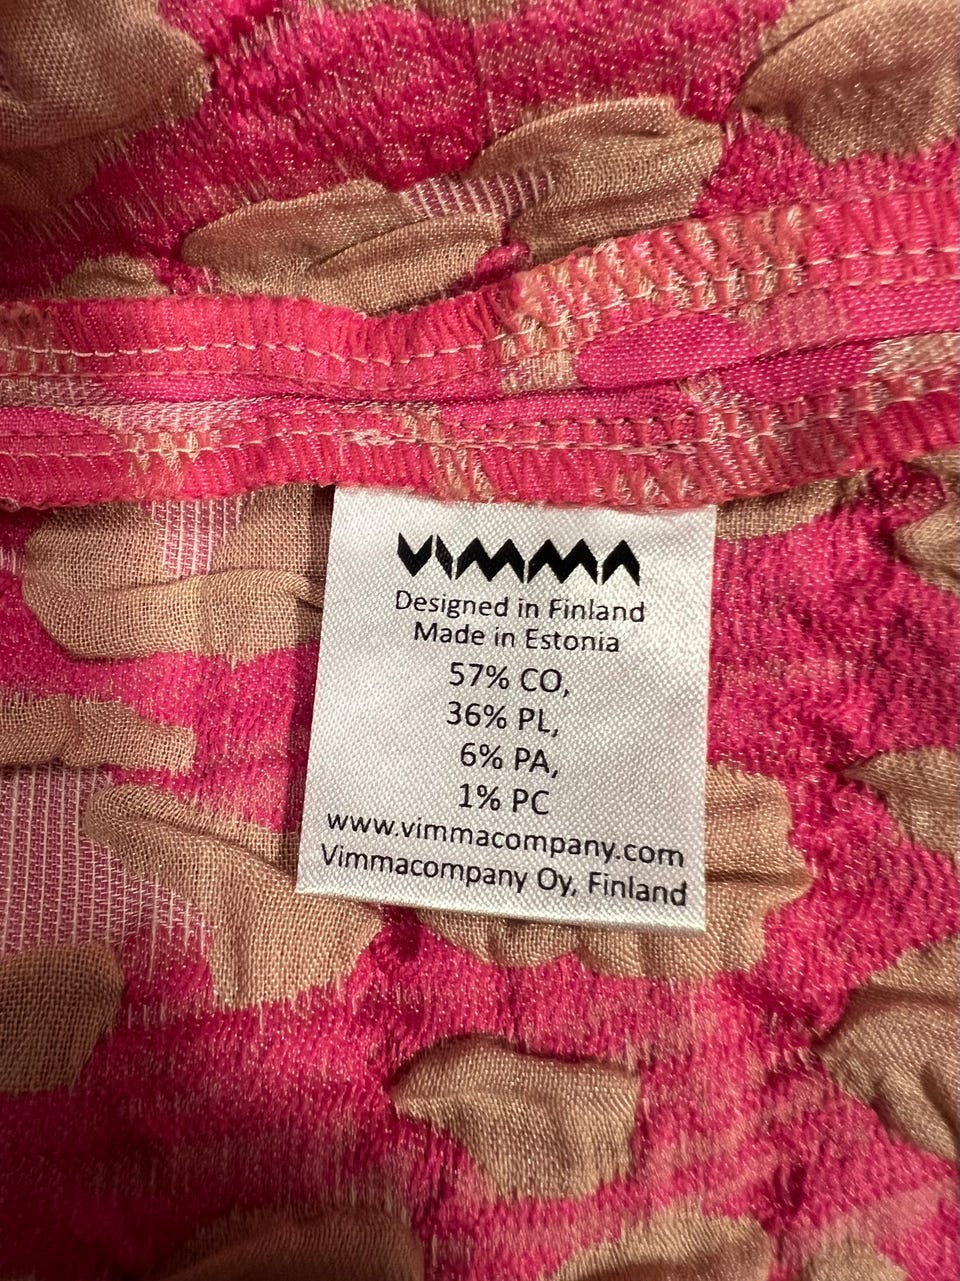 VIMMA
Designed in Finland
Made in Estonia
57% CO,
36% PL,
6% PA,
1% PC
www.vimmacompany.com
Vimmacompany Oy, Finland